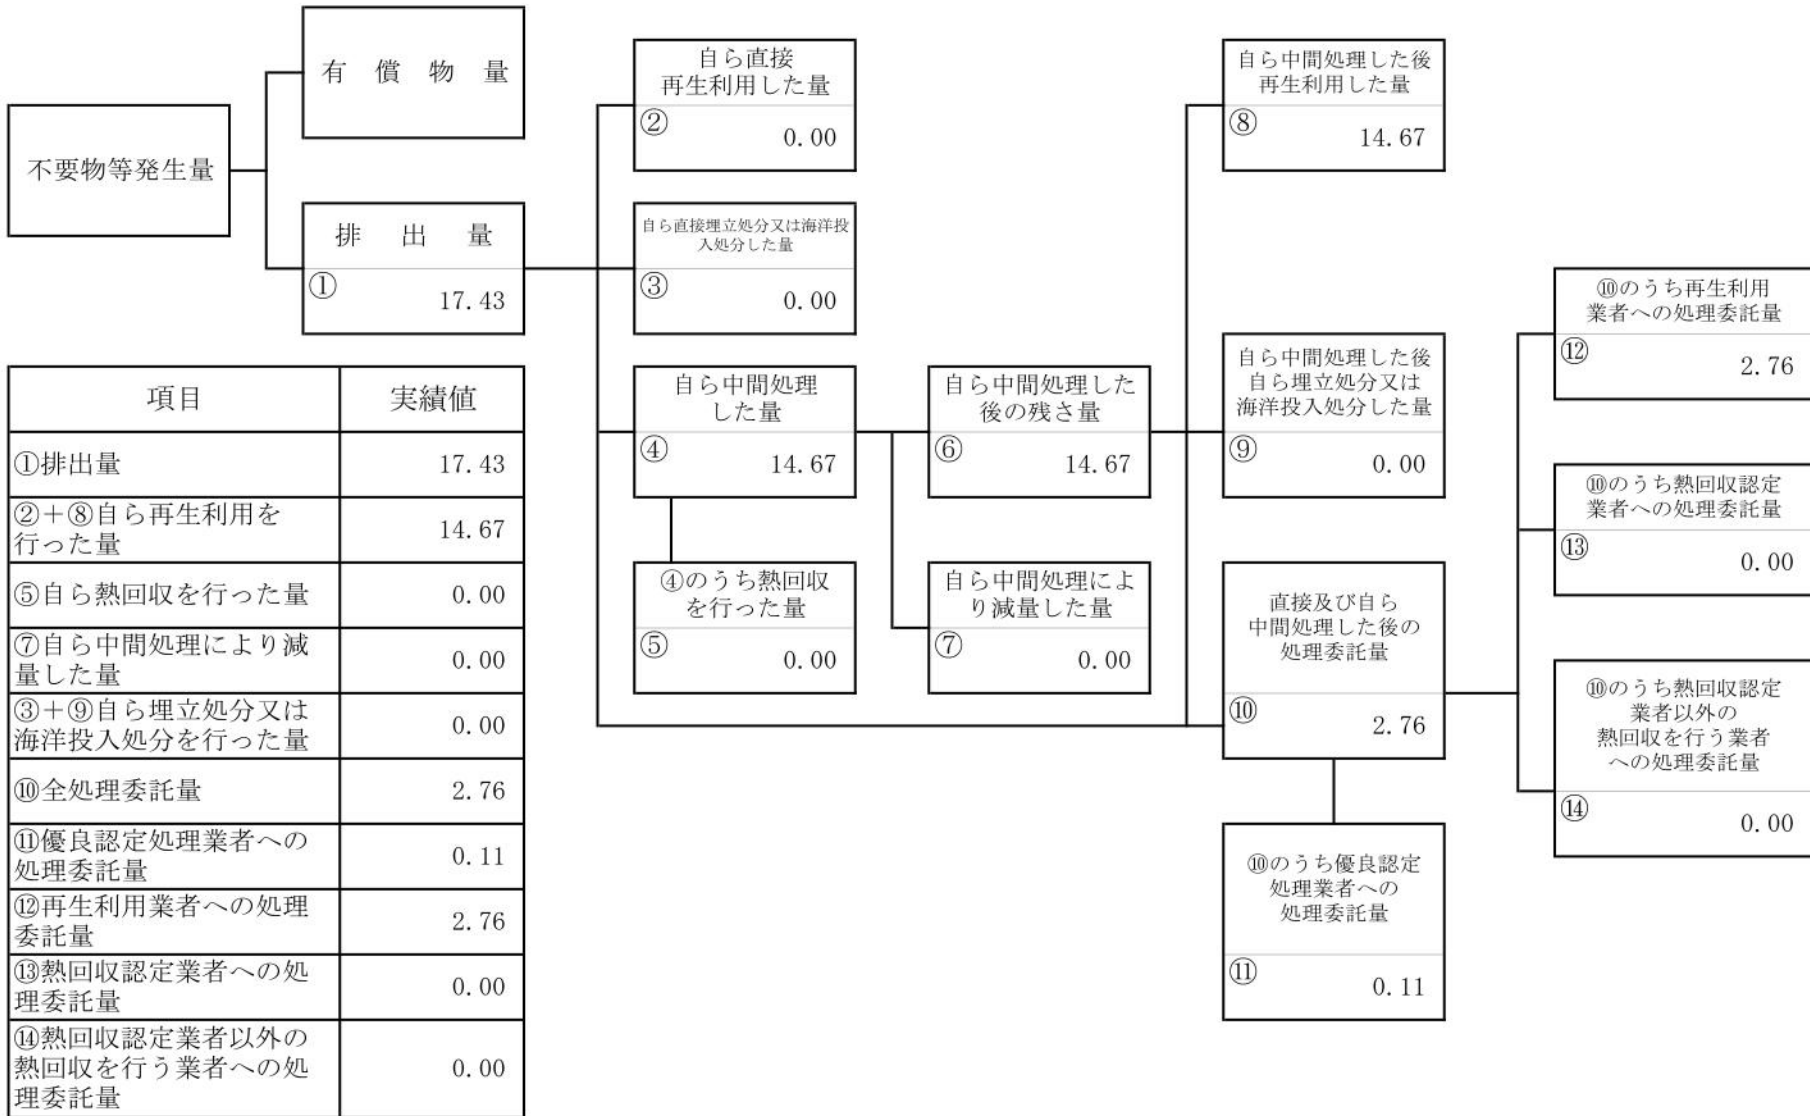 不要物等発生量
有償物量
排出量
①
17.43
自ら直接
再生利用した量
②
0.00
自ら直接埋立処分又は海洋投
入処分した量
③
0.00
自ら中間処理
した量
④
14.67
④のうち熱回収
を行った量
⑤
0.00
自ら中間処理した
後の残さ量
⑥
14.67
自ら中間処理によ
り減量した量
⑦
0.00
自ら中間処理した後
再生利用した量
⑧
14.67
自ら中間処理した後
自ら埋立処分又は
海洋投入処分した量
⑨
0.00
直接及び自ら
中間処理した後の
処理委託量
⑩
2.76
⑩のうち優良認定
処理業者への
処理委託量
⑪
0.11
⑩のうち再生利用
業者への処理委託量
⑫
2.76
⑩のうち熱回収認定
業者への処理委託量
⑬
0.00
⑩のうち熱回収認定
業者以外の
熱回収を行う業者
への処理委託量
⑭
0.00
項目 実績値
①排出量 17.43
②+⑧自ら再生利用を
行った量 14.67
⑤自ら熱回収を行った量 0.00
⑦自ら中間処理により減
量した量 0.00
③+⑨自ら埋立処分又は
海洋投入処分を行った量 0.00
⑩全処理委託量 2.76
⑪優良認定処理業者への
処理委託量 0.11
⑫再生利用業者への処理
委託量 2.76
⑬熱回収認定業者への処
理委託量 0.00
⑭熱回収認定業者以外の
熱回収を行う業者への処
理委託量 0.00